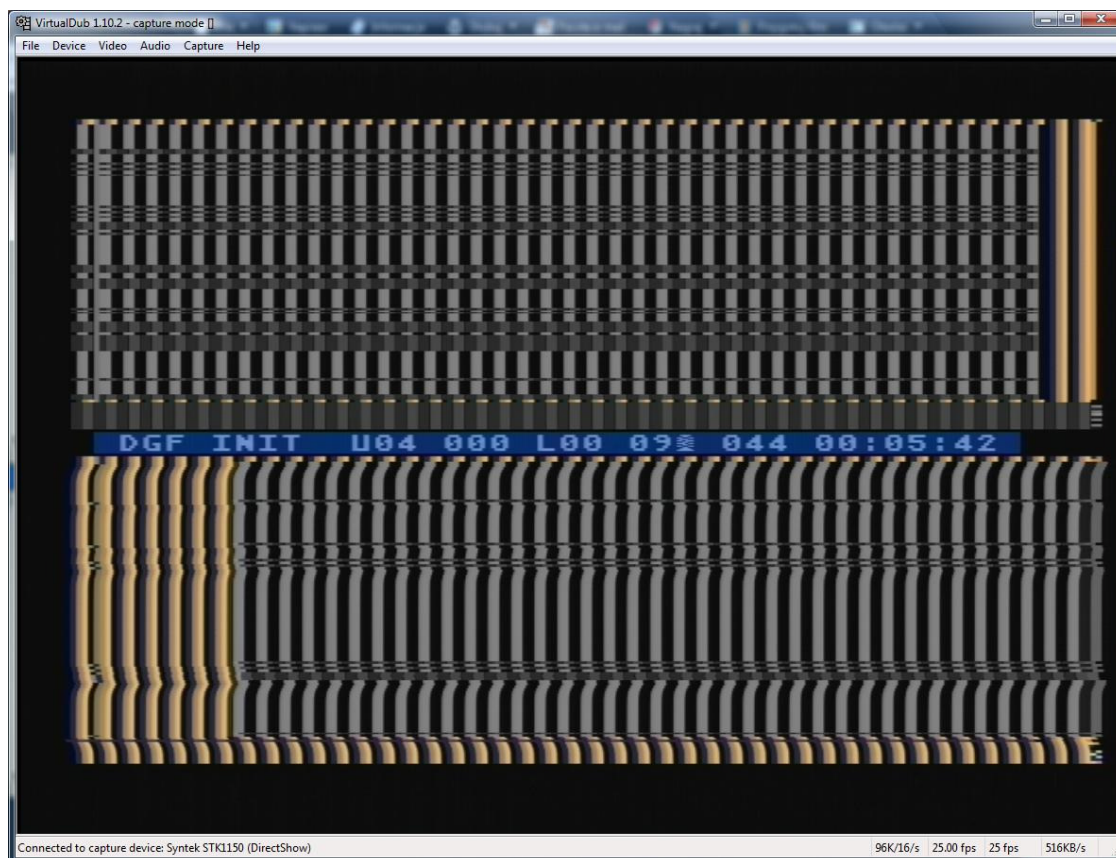 VirtualDub 1.10.2 - capture mode []
File Device Video Audio Capture Help
DGF INIT U04 000 L00 09 044 00:05:42
Connected to capture device: Syntek STK1150 (DirectShow) 96K/16/s 25.00 fps 25 fps 516KB/s